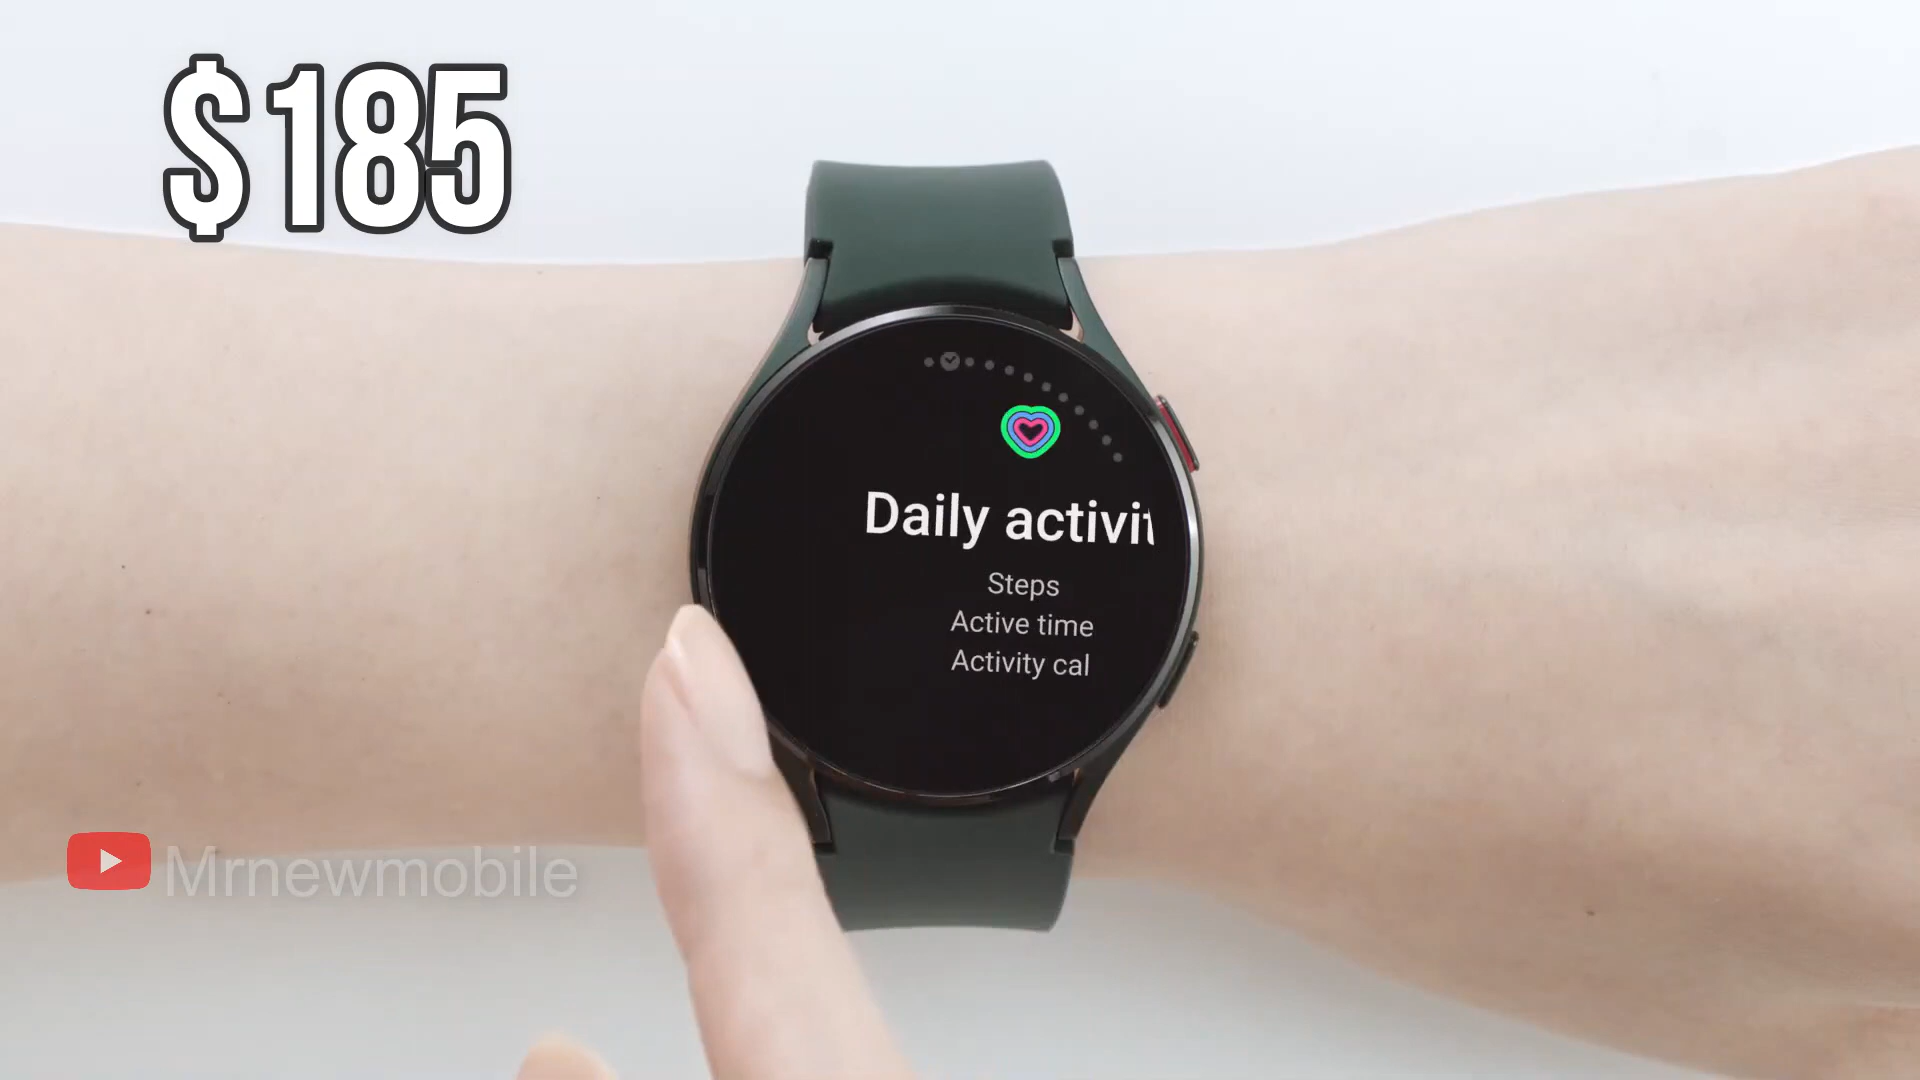 $185
Daily activit
Steps
Active time
Activity cal
Mrnewmobile